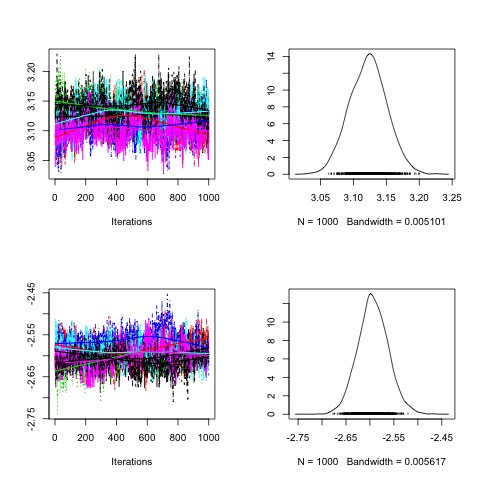 3.05 3.10 3.15 3.20
0 200 400 600 800 1000
Iterations
0 2 4 6 8 10 14
3.05 3.10 3.15 3.20 3.25
N = 1000 Bandwidth = 0.005101
-2.75 -2.65 -2.55 -2.45
0 200 400 600 800 1000
Iterations
0 2 4 6 8 10
-2.75 -2.65 -2.55 -2.45
N = 1000 Bandwidth = 0.005617